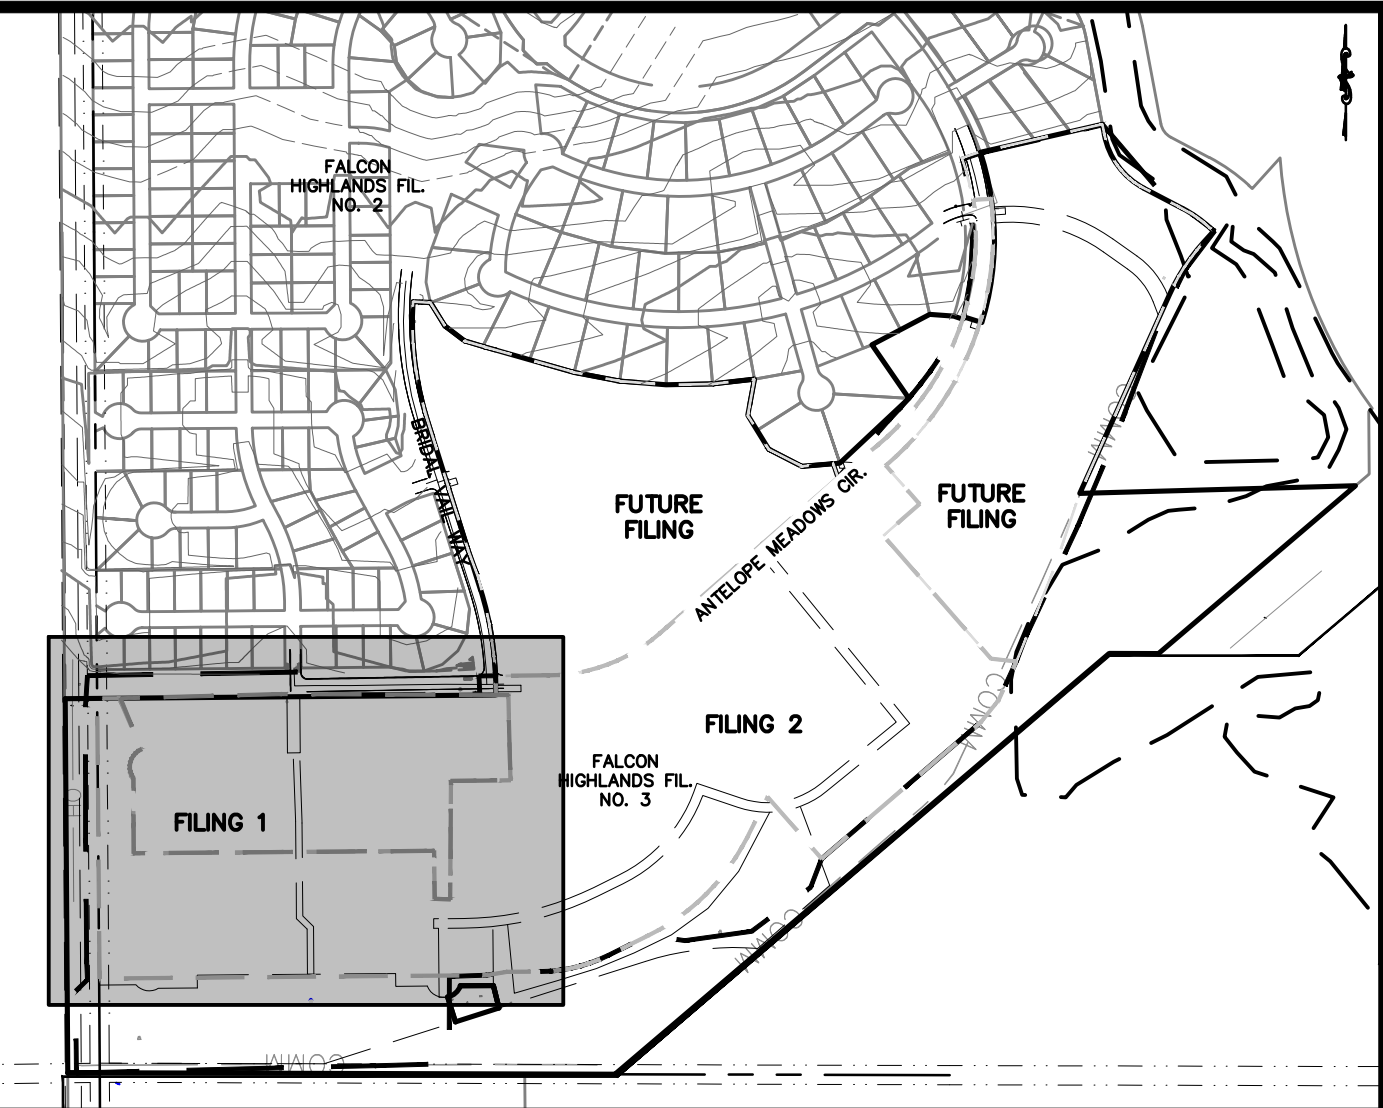 FALCON
HIGHLANDS FIL.
NO. 2
BRIDAL VAIL WAY
FUTURE
FILING
ANTELOPE MEADOWS CIR.
FUTURE
FILING
COMM
COMM
FILING 2
FALCON
HIGHLANDS FIL.
NO. 3
FILING 1
COMM
COMM